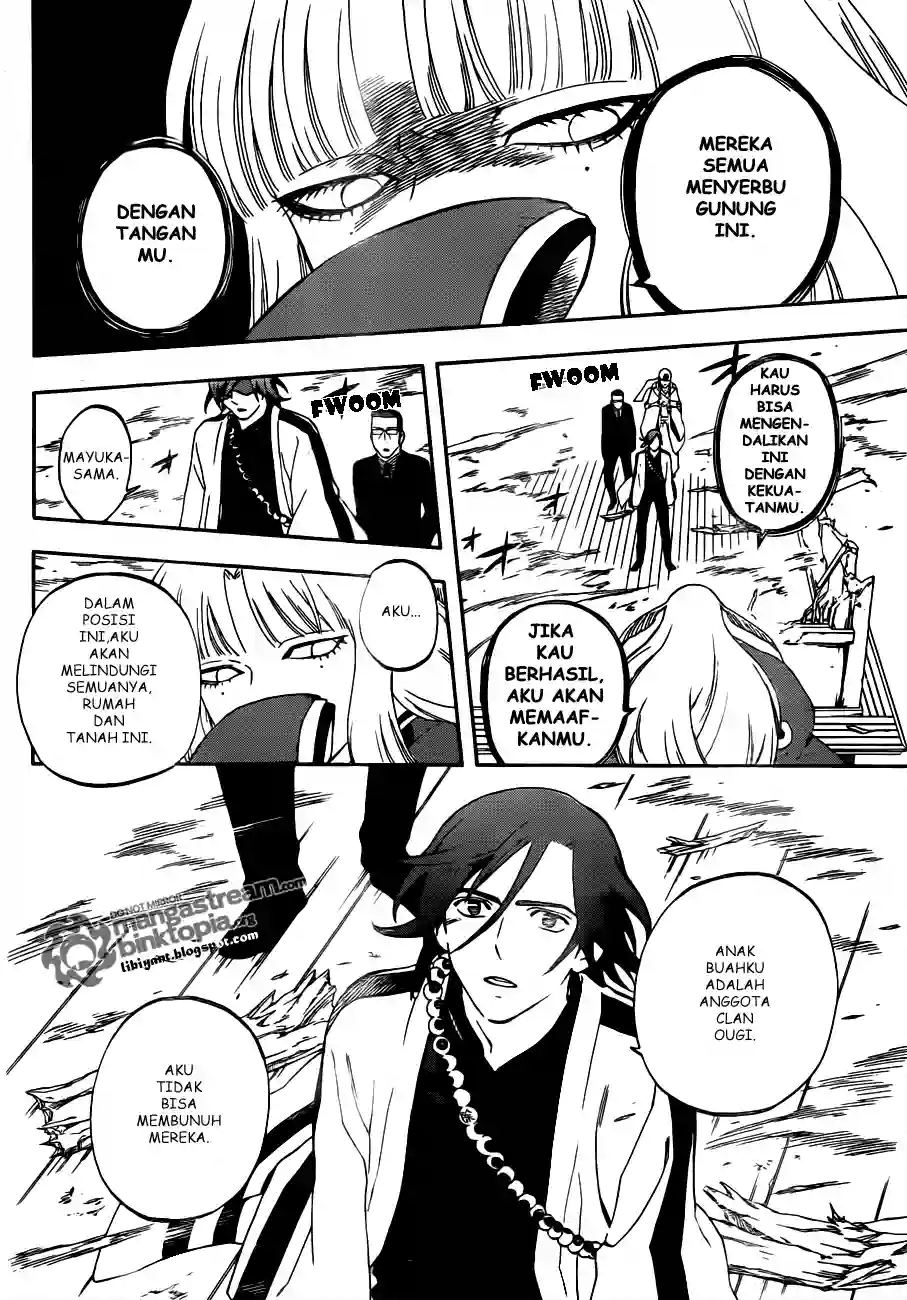 MEREKA
SEMUA
MENYERBU
GUNUNG
INI.
DENGAN
TANGAN
MU.
KAU
HARUS
BISA
MENGEN-
DALIKAN
INI
DENGAN
KEKUA-
TANMU.
FWOOM
JIKA
KAU
BERHASIL,
AKU AKAN
MEMAAF-
KANMU.
FWOOM
MAYUKA-
SAMA.
AKU...
DALAM
POSISI
INI,AKU
AKAN
MELINDUNGI
SEMUANYA,
RUMAH
DAN
TANAH INI.
ANAK
BUAHKU
ADALAH
ANGGOTA
CLAN
OUGI.
AKU
TIDAK
BISA
MEMBUNUH
MEREKA.
DO NOT MIRROR
mangastream.com
binktopia
libiyant.blogspot.com